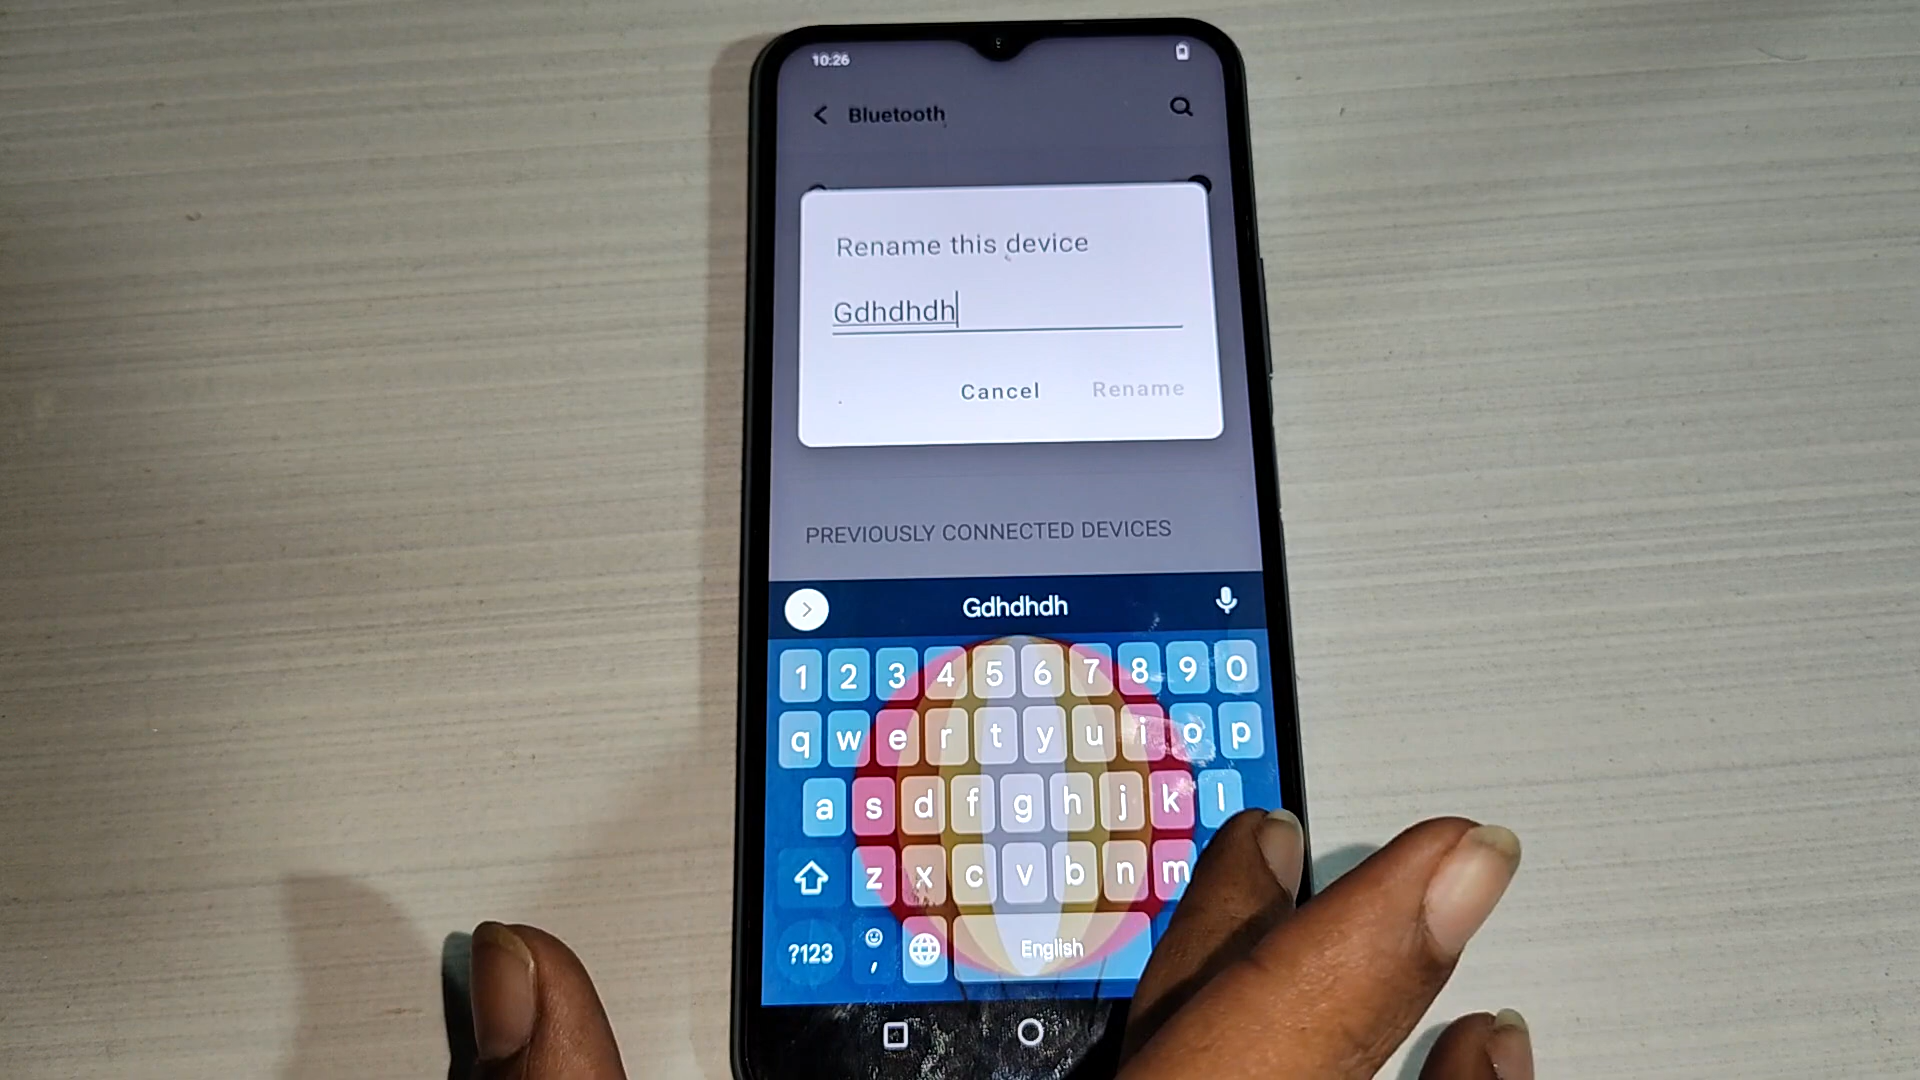 10:26
Bluetooth
Rename this device
Gdhdhdh
Cancel Rename
PREVIOUSLY CONNECTED DEVICES
Gdhdhdh
1 2 3 4 5 6 7 8 9 0
q w e r t y u i o p
a s d f g h j k l
z x c v b n m
?123 , English